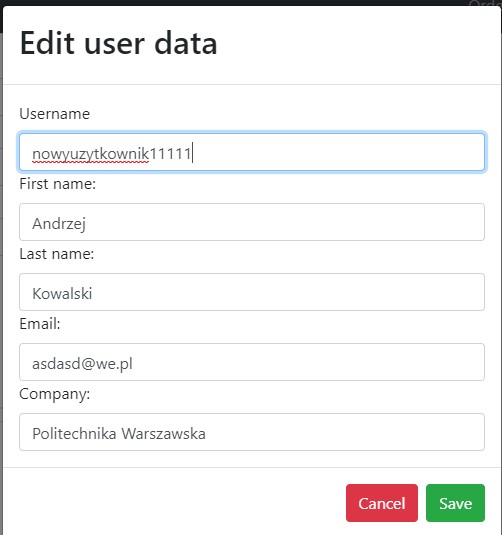 Edit user data
Username
nowyuzytkownik11111
First name:
Andrzej
Last name:
Kowalski
Email:
asdasd@we.pl
Company:
Politechnika Warszawska
Cancel Save